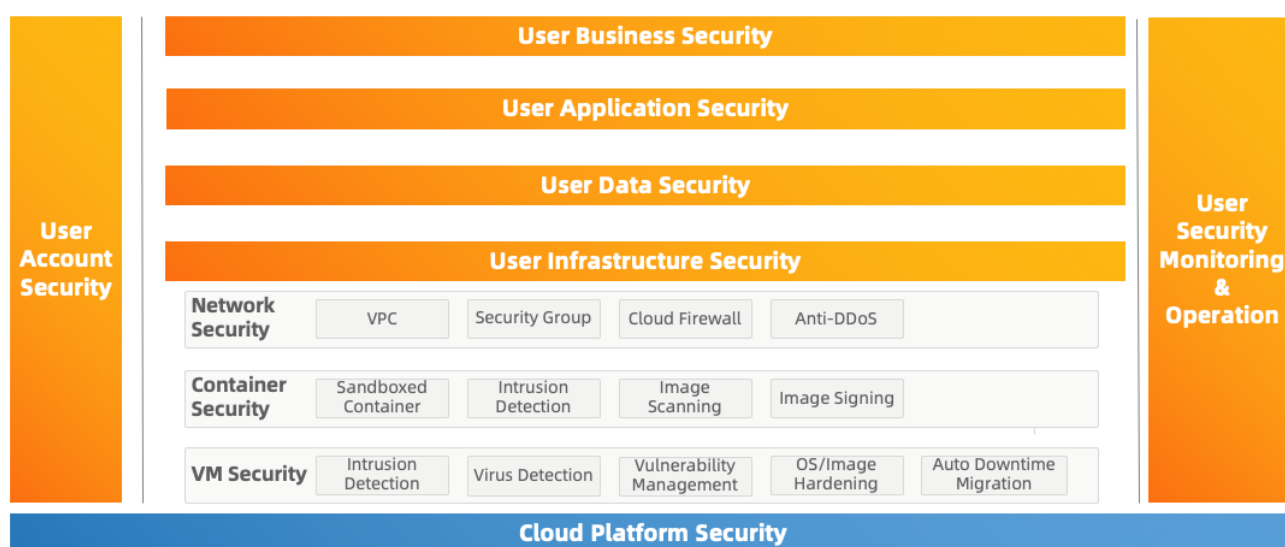 User Business Security
User Application Security
User Data Security
User
Account
Security
User
Security
Monitoring
&
Operation
User Infrastructure Security
Network
Security
VPC
Security Group
Cloud Firewall
Anti-DDoS
Container
Security
Sandboxed
Container
Intrusion
Detection
Image
Scanning
Image Signing
VM Security
Intrusion
Detection
Virus Detection
Vulnerability
Management
OS/Image
Hardening
Auto Downtime
Migration
Cloud Platform Security